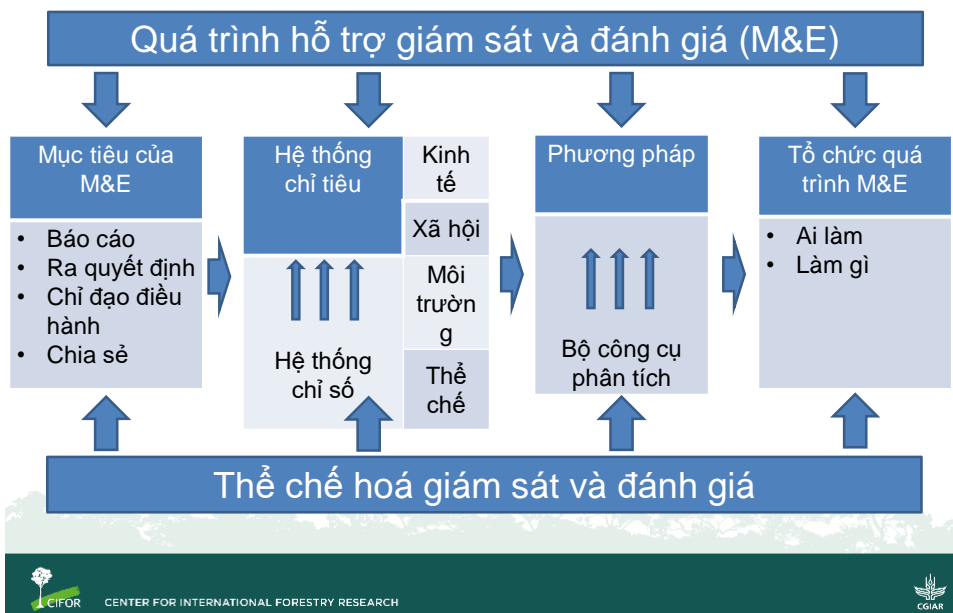 Quá trình hỗ trợ giám sát và đánh giá (M&E)
Mục tiêu của
M&E
• Báo cáo
• Ra quyết định
• Chỉ đạo điều
hành
• Chia sẻ
Hệ thống
chỉ tiêu
Hệ thống
chỉ số
Kinh
tế
Xã hội
Môi
trườn
g
Thể
chế
Phương pháp
Bộ công cụ
phân tích
Tổ chức quá
trình M&E
• Ai làm
• Làm gì
Thể chế hoá giám sát và đánh giá
CIFOR
CENTER FOR INTERNATIONAL FORESTRY RESEARCH
CGIAR